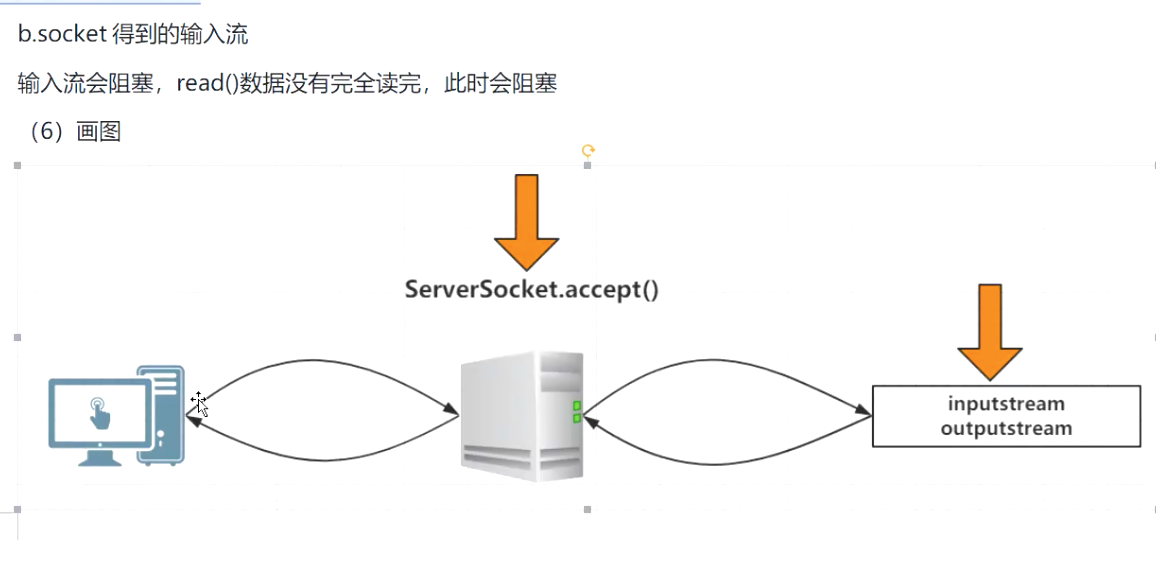 b.socket 得到的输入流
输入流会阻塞，read()数据没有完全读完，此时会阻塞
（6）画图
ServerSocket.accept()
inputstream
outputstream